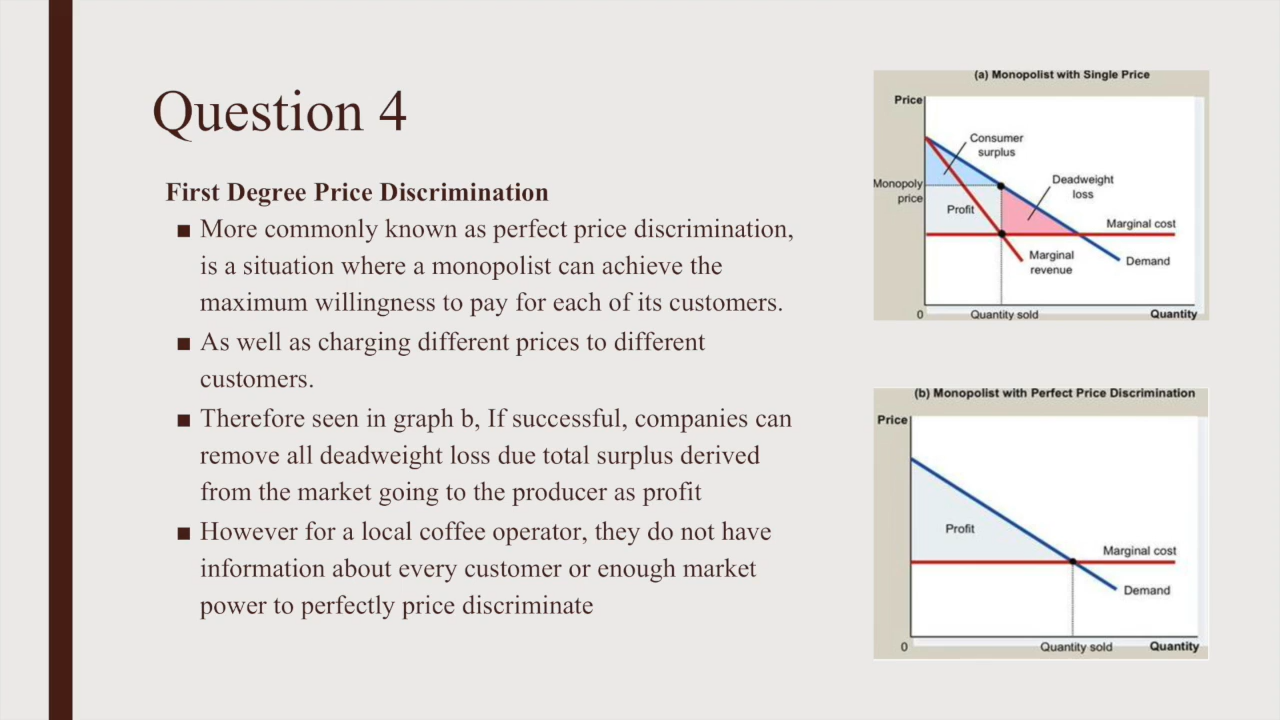 Question 4
First Degree Price Discrimination
■ More commonly known as perfect price discrimination,
is a situation where a monopolist can achieve the
maximum willingness to pay for each of its customers.
■ As well as charging different prices to different
customers.
■ Therefore seen in graph b, If successful, companies can
remove all deadweight loss due total surplus derived
from the market going to the producer as profit
■ However for a local coffee operator, they do not have
information about every customer or enough market
power to perfectly price discriminate
(a) Monopolist with Single Price
Price
Consumer
surplus
Monopoly
price
Deadweight
loss
Profit
Marginal cost
Marginal
revenue
Demand
0
Quantity sold
Quantity
(b) Monopolist with Perfect Price Discrimination
Price
Profit
Marginal cost
Demand
0
Quantity sold
Quantity